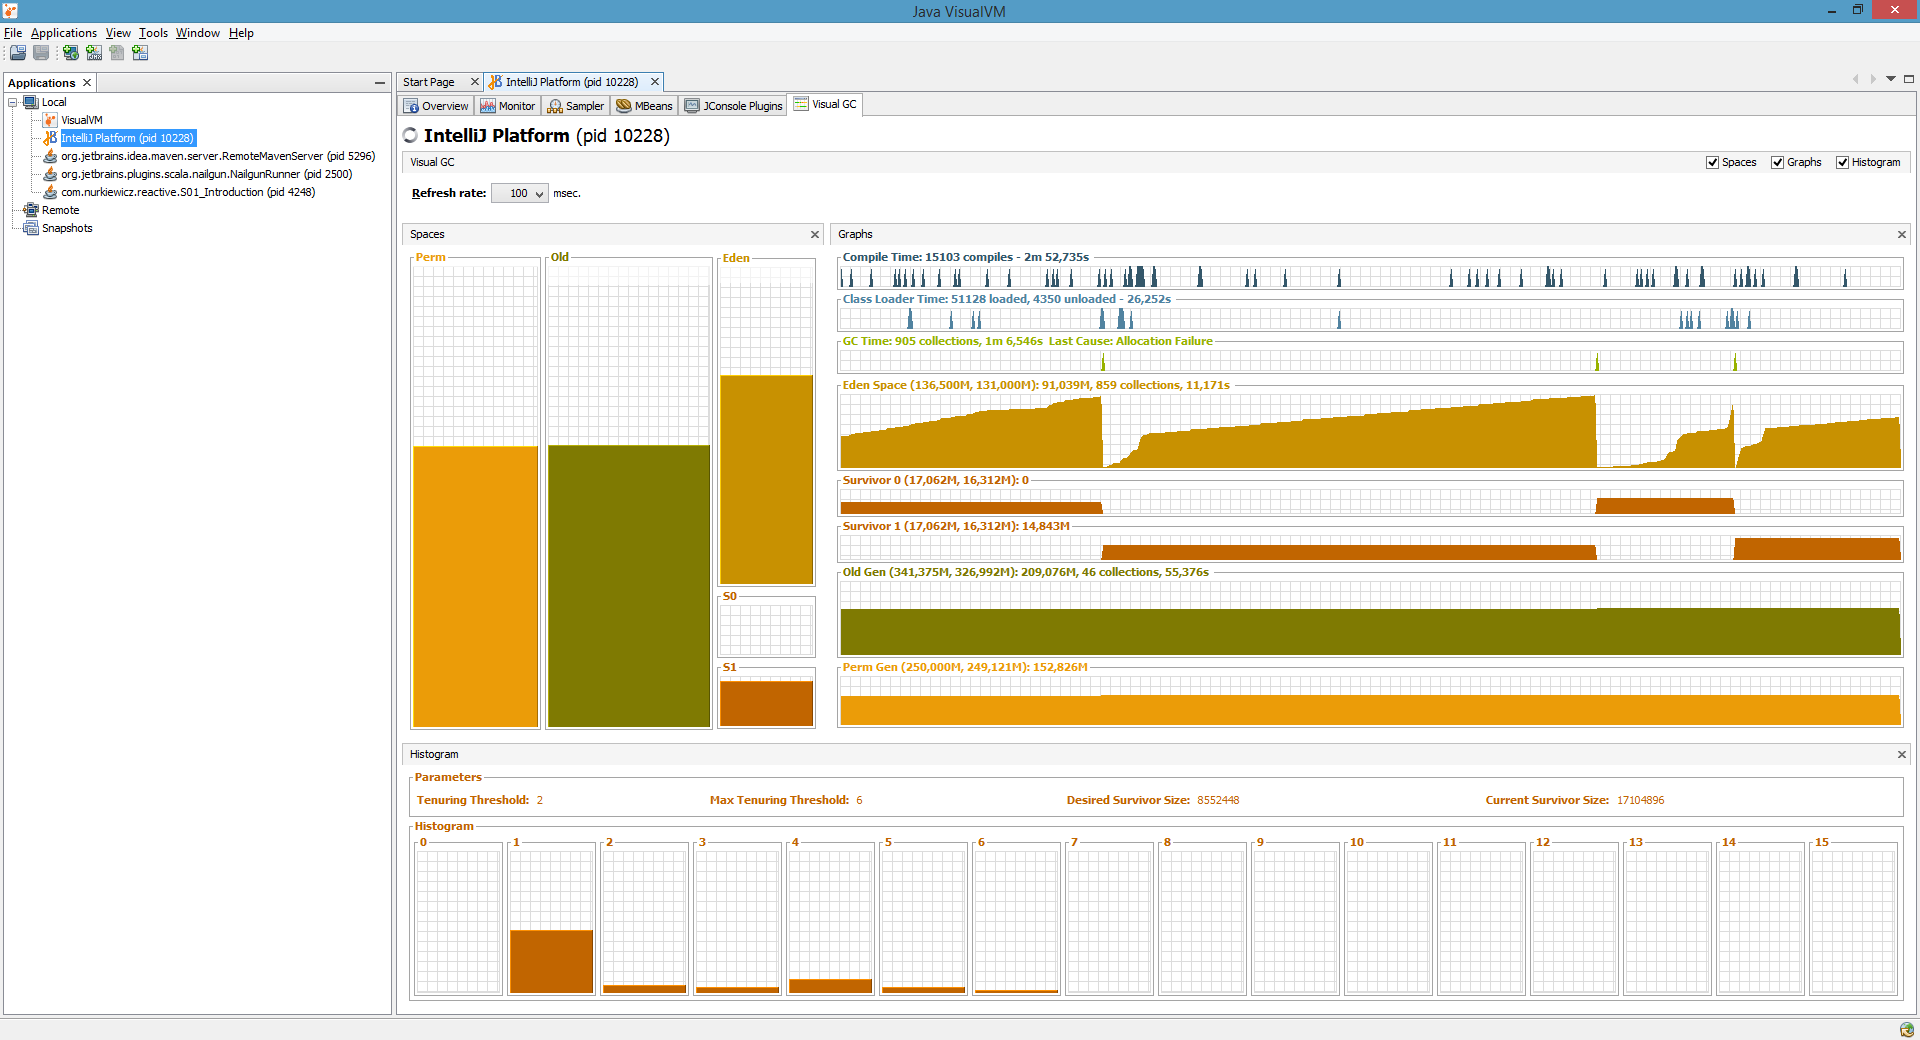 Java VisualVM
File Applications View Tools Window Help
Applications
Local
VisualVM
IntelliJ Platform (pid 10228)
org.jetbrains.idea.maven.server.RemoteMavenServer (pid 5296)
org.jetbrains.plugins.scala.nailgun.NailgunRunner (pid 2500)
com.nurkiewicz.reactive.S01_Introduction (pid 4248)
Remote
Snapshots
Start Page IntelliJ Platform (pid 10228)
Overview Monitor Sampler MBeans JConsole Plugins Visual GC
IntelliJ Platform (pid 10228)
Visual GC Spaces Graphs Histogram
Refresh rate: 100 msec.
Spaces
Perm Old Eden
S0
S1
Graphs
Compile Time: 15103 compiles - 2m 52,735s
Class Loader Time: 51128 loaded, 4350 unloaded - 26,252s
GC Time: 905 collections, 1m 6,546s Last Cause: Allocation Failure
Eden Space (136,500M, 131,000M): 91,039M, 859 collections, 11,171s
Survivor 0 (17,062M, 16,312M): 0
Survivor 1 (17,062M, 16,312M): 14,843M
Old Gen (341,375M, 326,992M): 209,076M, 46 collections, 55,376s
Perm Gen (250,000M, 249,121M): 152,826M
Histogram
Parameters
Tenuring Threshold: 2 Max Tenuring Threshold: 6 Desired Survivor Size: 8552448 Current Survivor Size: 17104896
Histogram
0 1 2 3 4 5 6 7 8 9 10 11 12 13 14 15